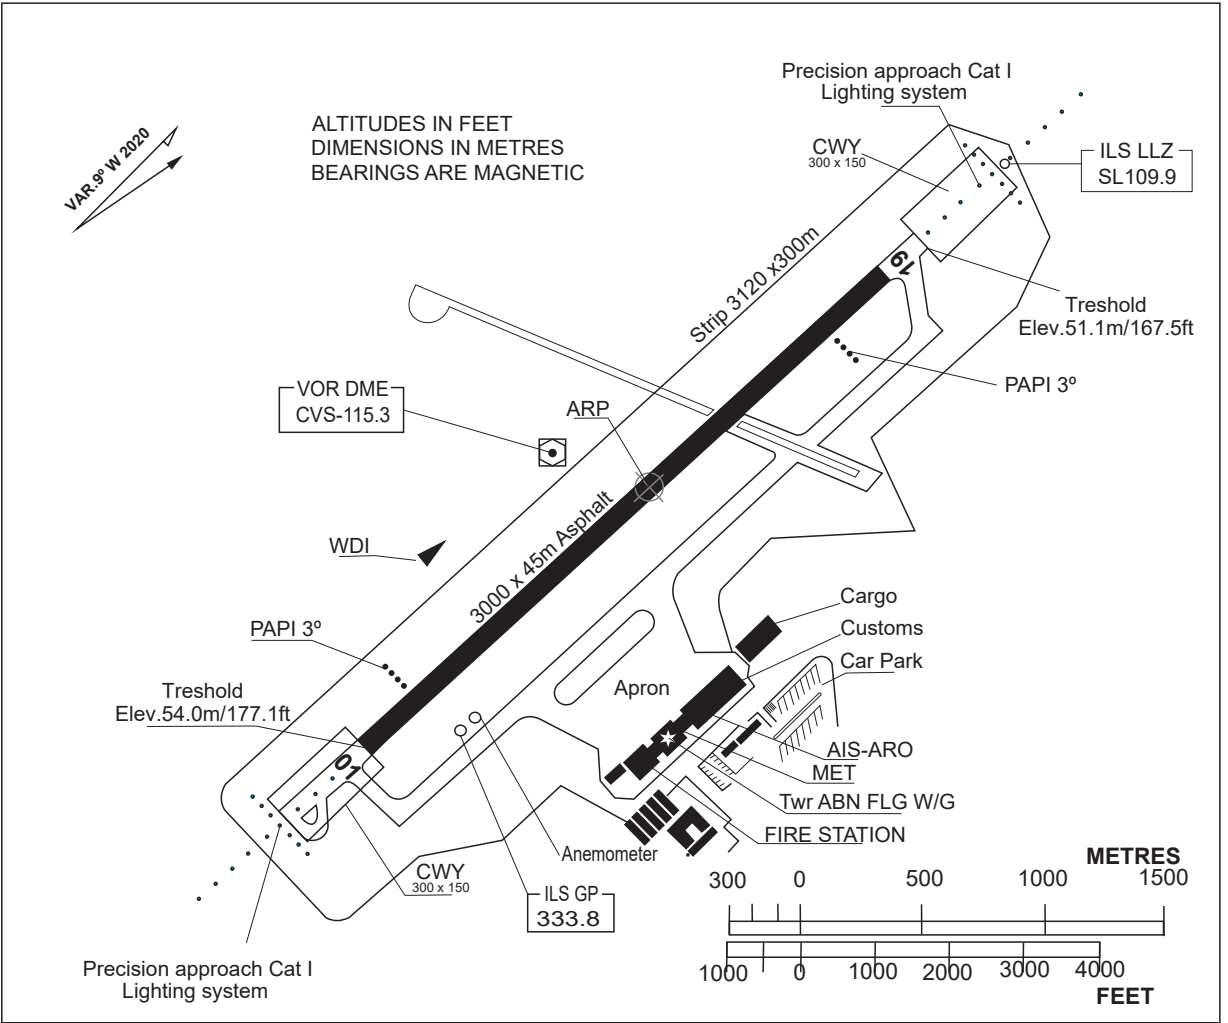 Precision approach Cat I
Lighting system
VAR.9º W 2020
ALTITUDES IN FEET
DIMENSIONS IN METRES
BEARINGS ARE MAGNETIC
CWY
300 x 150
ILS LLZ
SL109.9
19
Strip 3120 x300m
Treshold
Elev.51.1m/167.5ft
PAPI 3º
VOR DME
CVS-115.3
ARP
3000 x 45m Asphalt
WDI
Cargo
Customs
Car Park
PAPI 3º
Apron
Treshold
Elev.54.0m/177.1ft
01
AIS-ARO
MET
Twr ABN FLG W/G
FIRE STATION
Anemometer
CWY
300 x 150
ILS GP
333.8
METRES
300 0 500 1000 1500
1000 0 1000 2000 3000 4000
FEET
Precision approach Cat I
Lighting system